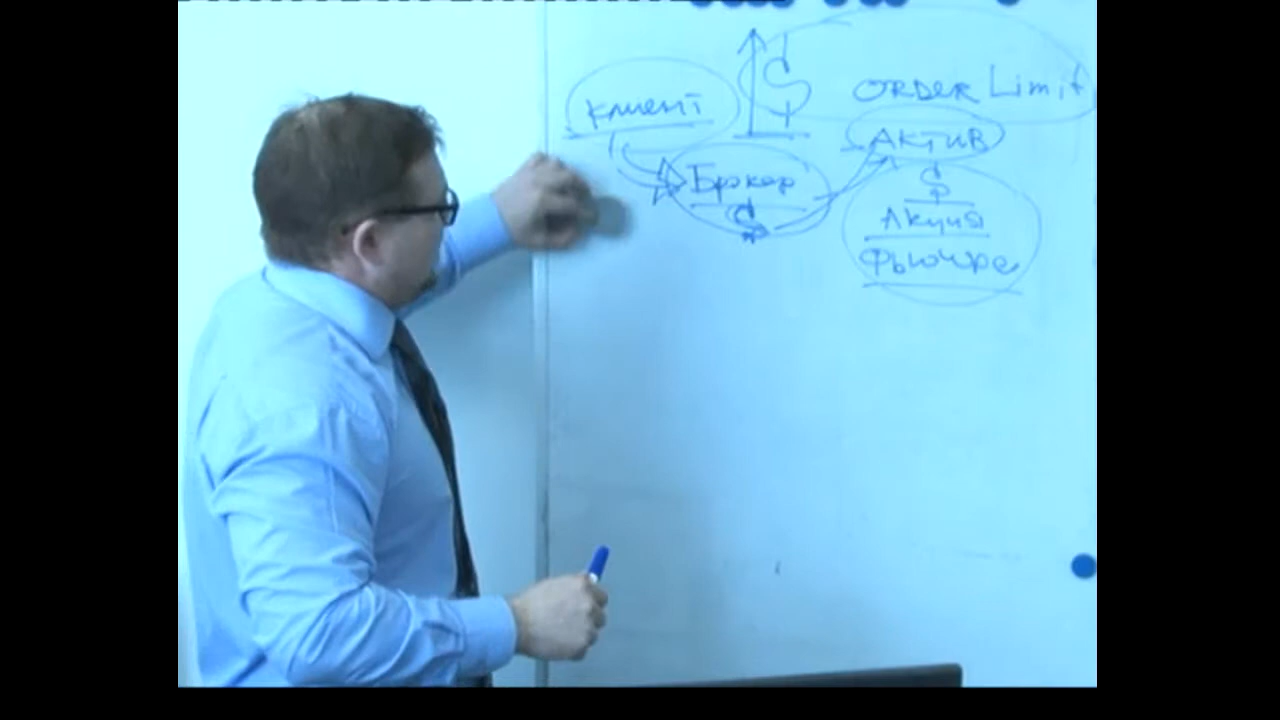 $ ORDER Limit
клиент
Актив
Брокер
$
$
Акция
Фьючерс